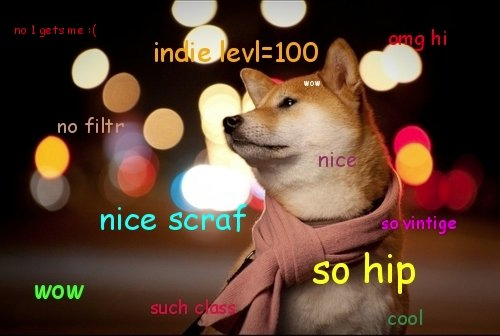 no 1 gets me :(
omg hi
indie levl=100
wow
no filtr
nice
nice scraf
so vintige
so hip
wow
such class
cool